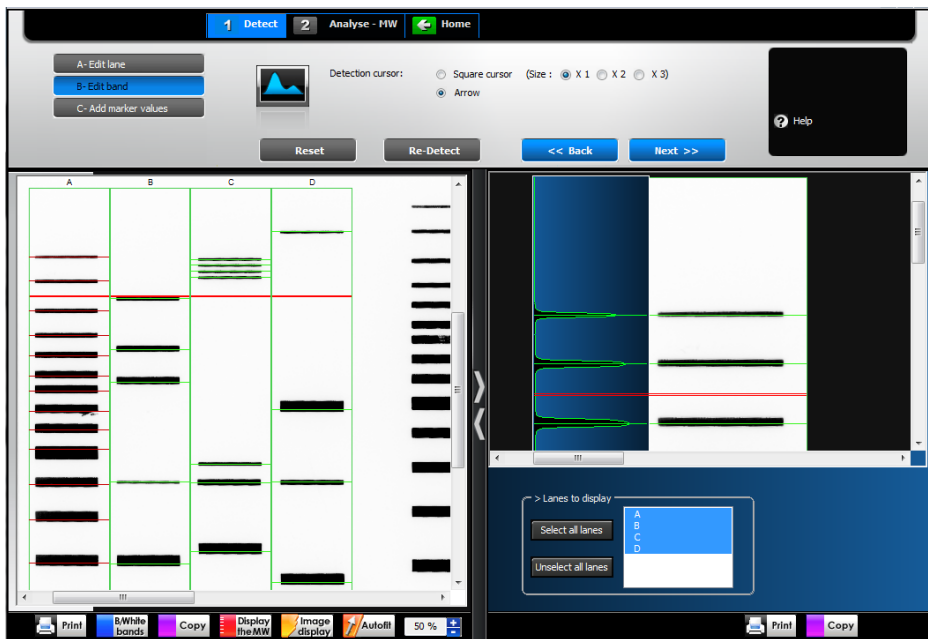 1 Detect 2 Analyse - MW Home
A- Edit lane
B- Edit band
C- Add marker values
Detection cursor: Square cursor (Size : X 1 X 2 X 3)
Arrow
Help
Reset Re-Detect << Back Next >>
A B C D
> Lanes to display
Select all lanes
Unselect all lanes
A
B
C
D
Print B/White bands Copy Display the MW Image display Autofit 50 % + -
Print Copy